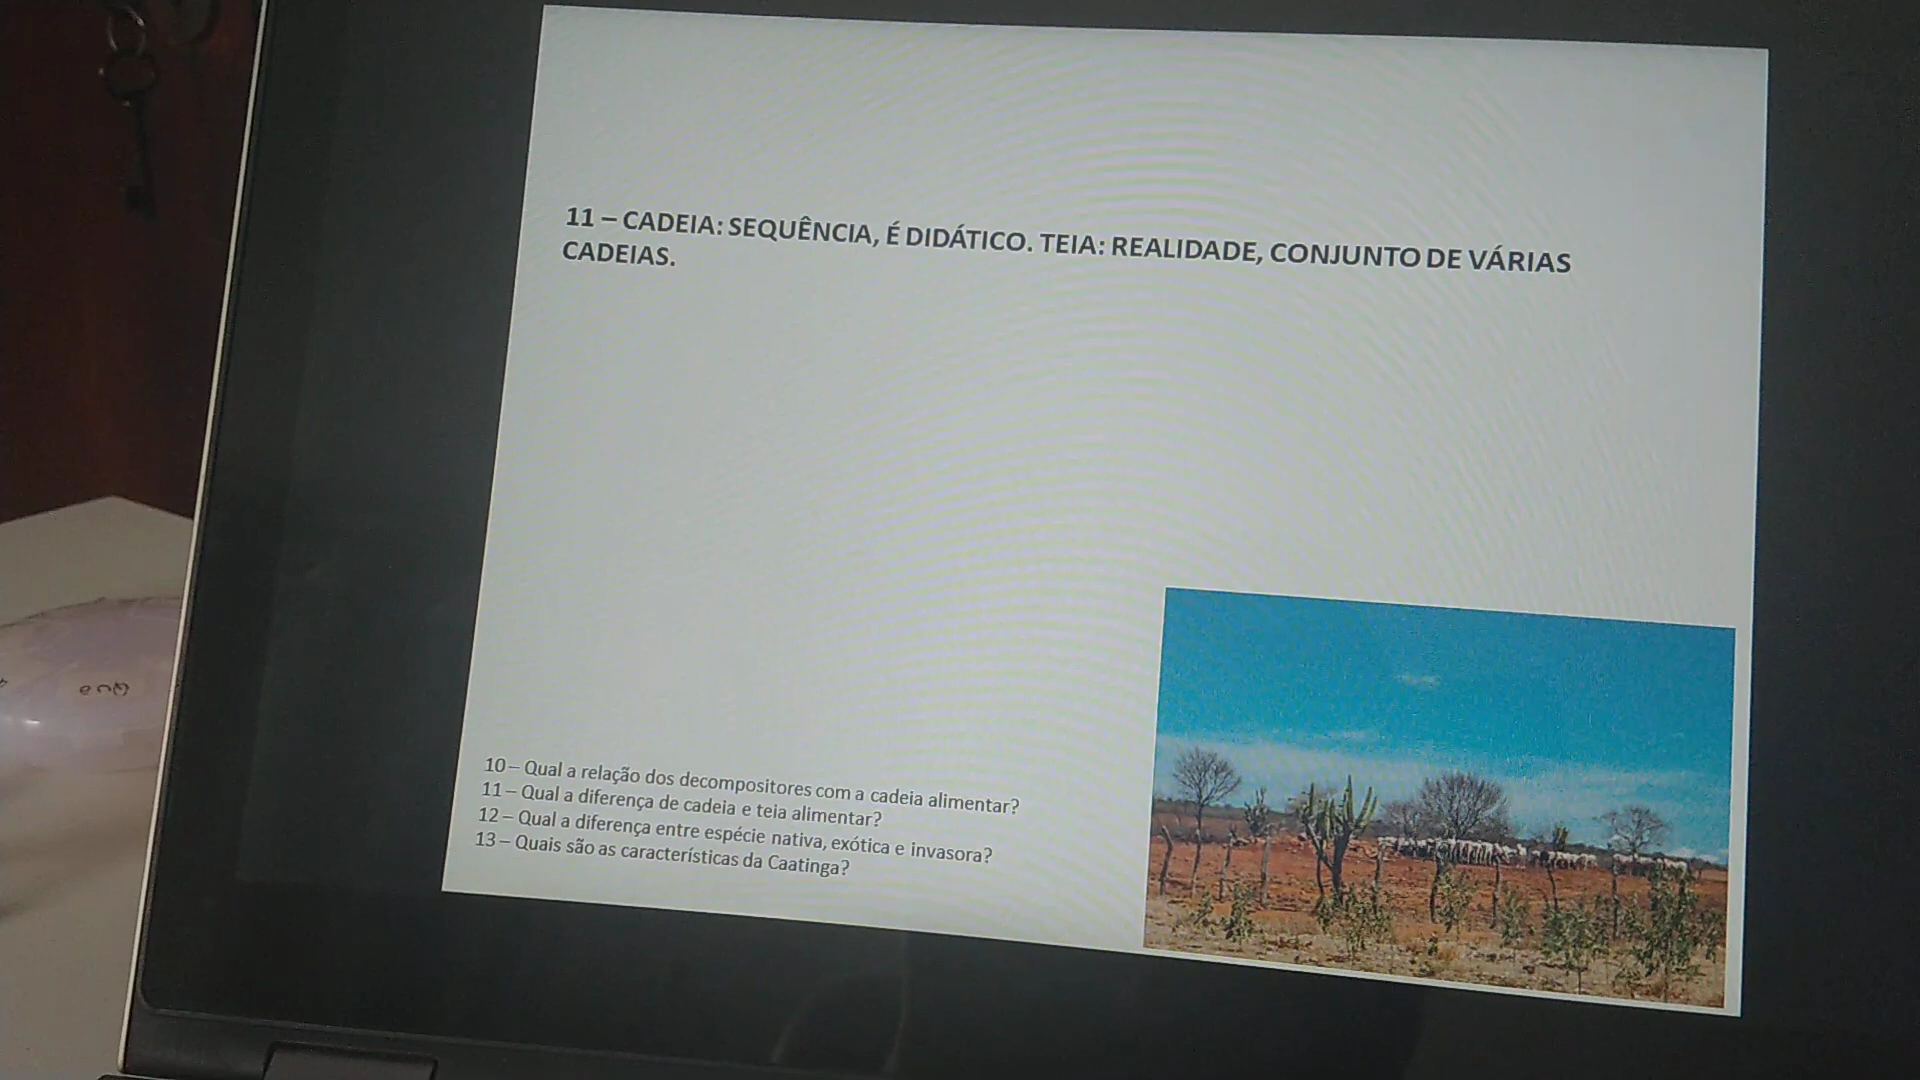 11 – CADEIA: SEQUÊNCIA, É DIDÁTICO. TEIA: REALIDADE, CONJUNTO DE VÁRIAS
CADEIAS.
10 – Qual a relação dos decompositores com a cadeia alimentar?
11 – Qual a diferença de cadeia e teia alimentar?
12 – Qual a diferença entre espécie nativa, exótica e invasora?
13 – Quais são as características da Caatinga?